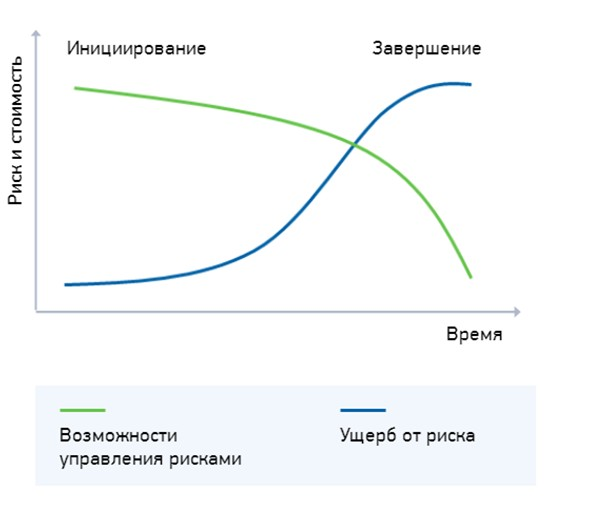 Инициирование
Завершение
Риск и стоимость
Время
Возможности
управления рисками
Ущерб от риска